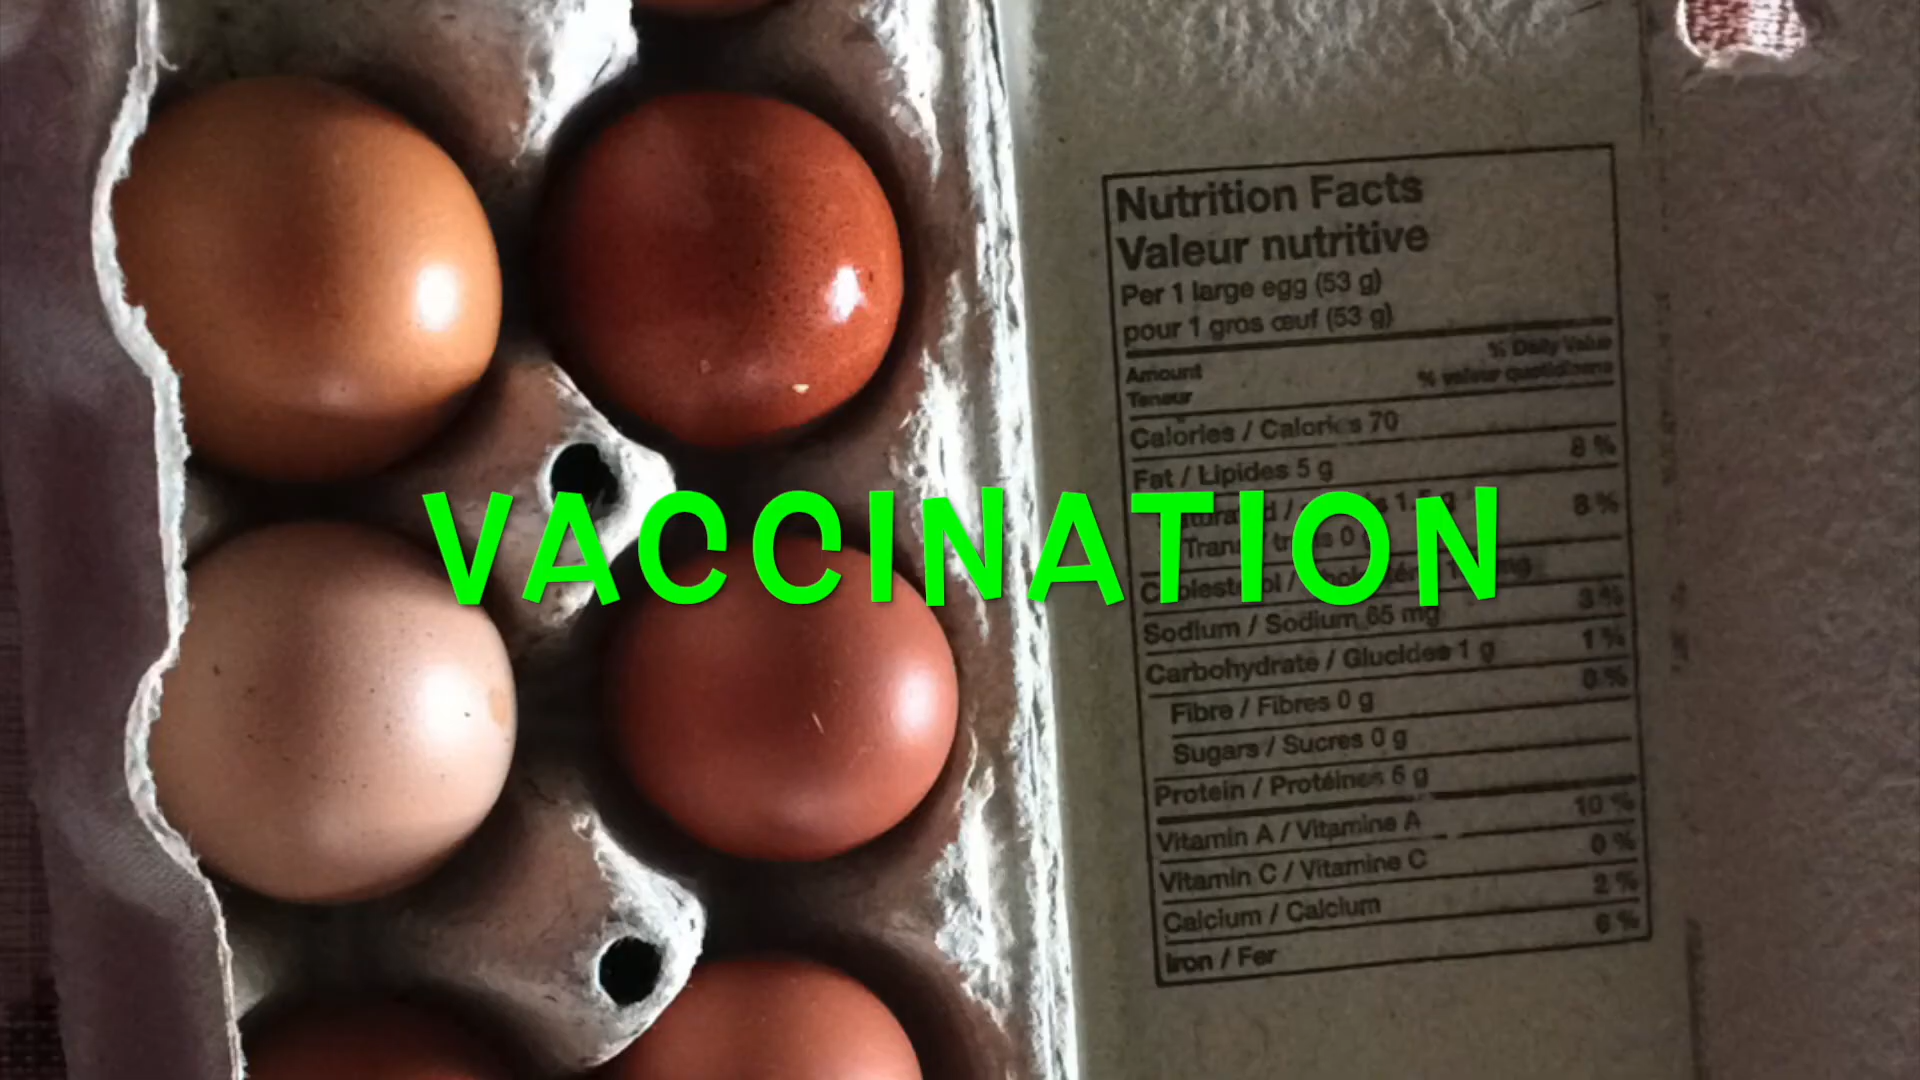 VACCINATION
Nutrition Facts
Valeur nutritive
Per 1 large egg (53 g)
pour 1 gros œuf (53 g)
% Daily Value
Amount
% valeur quotidienne
Teneur
Calories / Calories 70
Fat / Lipides 5 g 8 %
8 %
0
Sodium / Sodium 65 mg 3 %
Carbohydrate / Glucides 1 g 1 %
Fibre / Fibres 0 g 0 %
Sugars / Sucres 0 g
Protein / Protéines 6 g
Vitamin A / Vitamine A 10 %
Vitamin C / Vitamine C 0 %
Calcium / Calcium 2 %
Iron / Fer 6 %